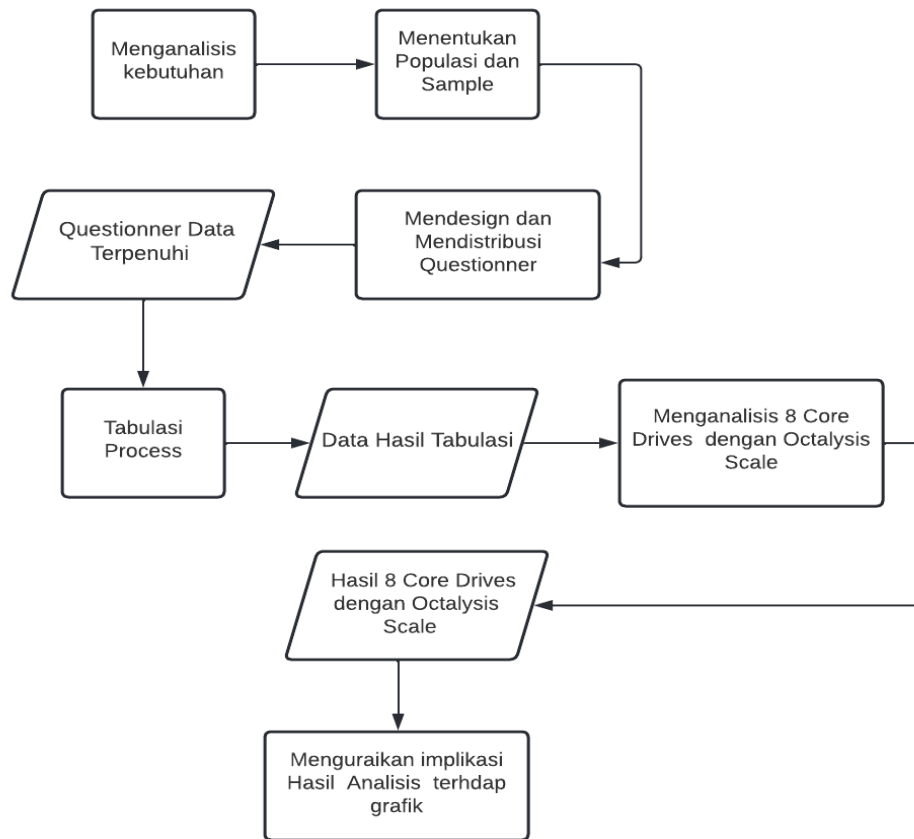 Menganalisis
kebutuhan
Menentukan
Populasi dan
Sample
Mendesign dan
Mendistribusi
Questionner
Questionner Data
Terpenuhi
Tabulasi
Process
Data Hasil Tabulasi
Menganalisis 8 Core
Drives dengan Octalysis
Scale
Hasil 8 Core Drives
dengan Octalysis
Scale
Menguraikan implikasi
Hasil Analisis terhdap
grafik